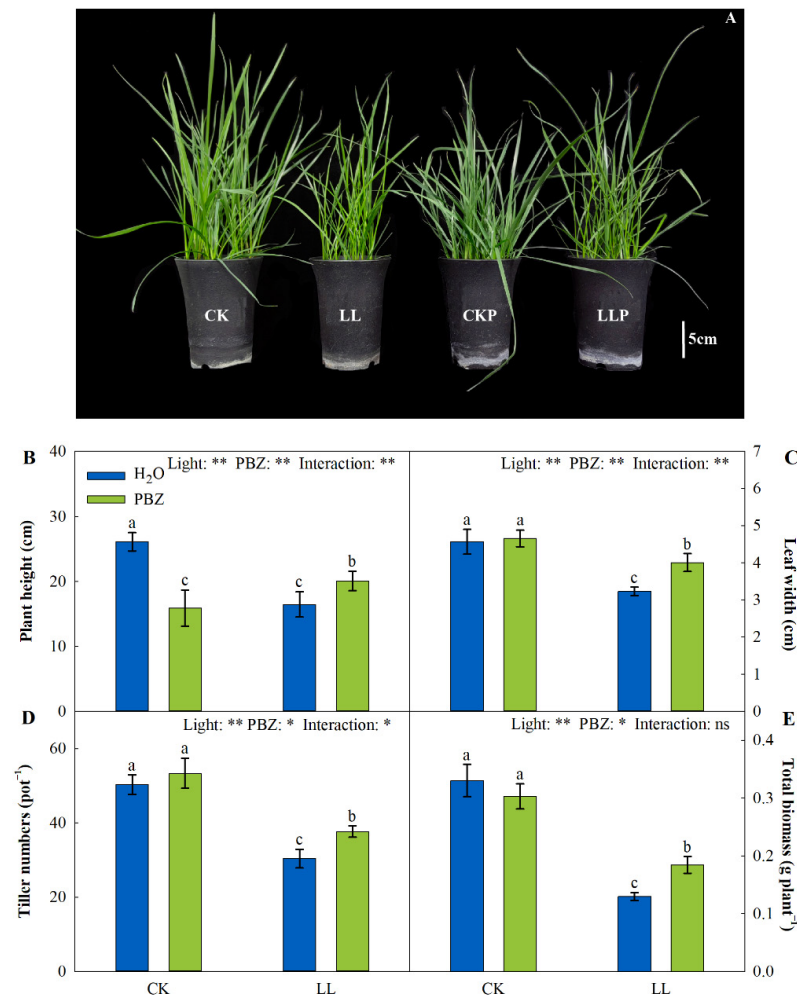 A
CK LL CKP LLP
5cm
B
Light: ** PBZ: ** Interaction: **
H₂O
PBZ
Plant height (cm)
40
30
20
10
0
a
c
c
b
C
Light: ** PBZ: ** Interaction: **
Leaf width (cm)
7
6
5
4
3
2
1
0
a
a
c
b
D
Light: ** PBZ: * Interaction: *
Tiller numbers (pot⁻¹)
60
40
20
0
a
a
c
b
CK LL
E
Light: ** PBZ: * Interaction: ns
Total biomass (g plant⁻¹)
0.4
0.3
0.2
0.1
0.0
a
a
c
b
CK LL